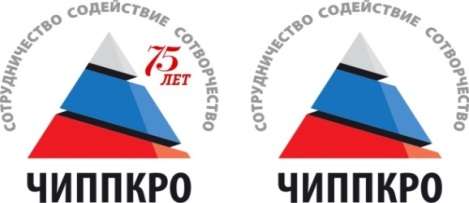 СОТРУДНИЧЕСТВО СОДЕЙСТВИЕ СОТВОРЧЕСТВО
75
ЛЕТ
ЧИППКРО
СОТРУДНИЧЕСТВО СОДЕЙСТВИЕ СОТВОРЧЕСТВО
ЧИППКРО